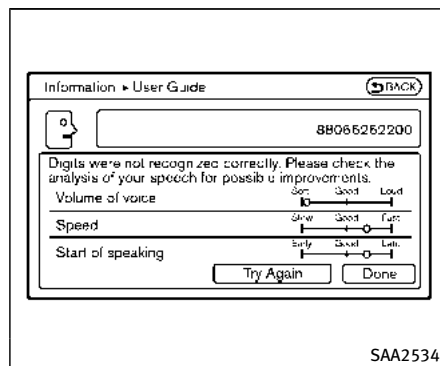 Information ▸ User Guide
BACK
88066262200
Digits were not recognized correctly. Please check the
analysis of your speech for possible improvements.
Volume of voice
Soft Good Loud
Speed
Slow Good Fast
Start of speaking
Early Good Late
Try Again
Done
SAA2534